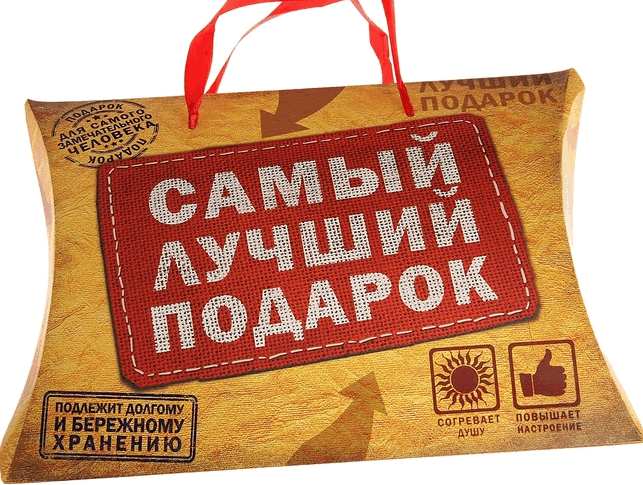 ПОДАРОК
ДЛЯ САМОГО
ЗАМЕЧАТЕЛЬНОГО
ЧЕЛОВЕКА
ПОДАРОК
ЛУЧШИЙ
ПОДАРОК
САМЫЙ
ЛУЧШИЙ
ПОДАРОК
ПОДЛЕЖИТ ДОЛГОМУ
И БЕРЕЖНОМУ
ХРАНЕНИЮ
СОГРЕВАЕТ
ДУШУ
ПОВЫШАЕТ
НАСТРОЕНИЕ